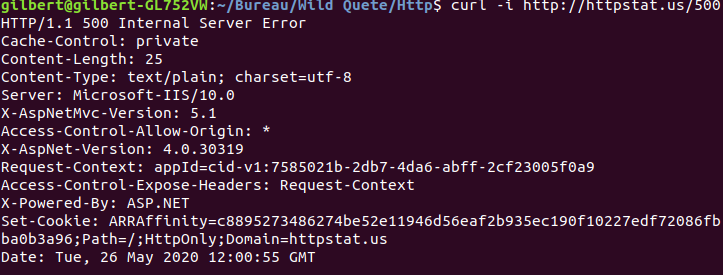 gilbert@gilbert-GL752VW:~/Bureau/Wild Quete/Http$ curl -i http://httpstat.us/500
HTTP/1.1 500 Internal Server Error
Cache-Control: private
Content-Length: 25
Content-Type: text/plain; charset=utf-8
Server: Microsoft-IIS/10.0
X-AspNetMvc-Version: 5.1
Access-Control-Allow-Origin: *
X-AspNet-Version: 4.0.30319
Request-Context: appId=cid-v1:7585021b-2db7-4da6-abff-2cf23005f0a9
Access-Control-Expose-Headers: Request-Context
X-Powered-By: ASP.NET
Set-Cookie: ARRAffinity=c8895273486274be52e11946d56eaf2b935ec190f10227edf72086fb
ba0b3a96;Path=/;HttpOnly;Domain=httpstat.us
Date: Tue, 26 May 2020 12:00:55 GMT